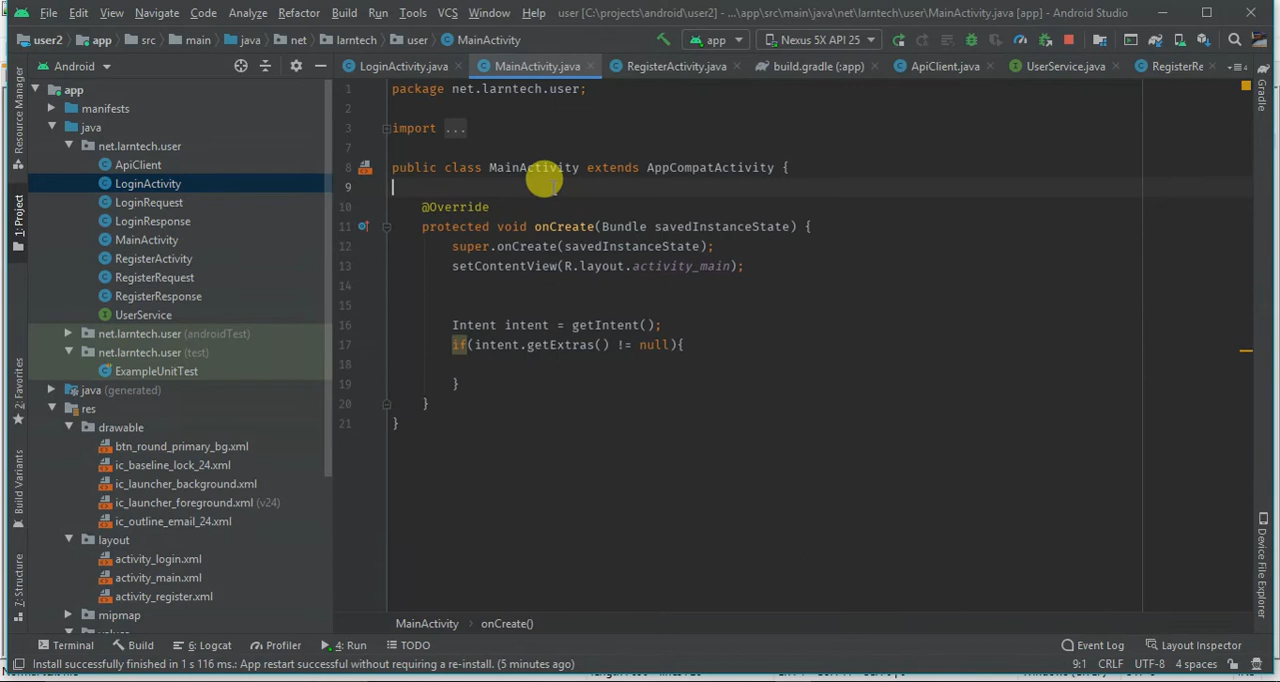 File Edit View Navigate Code Analyze Refactor Build Run Tools VCS Window Help user [C:\projects\android\user2] - ...\app\src\main\java\net\larntech\user\MainActivity.java [app] - Android Studio
user2 app src main java net larntech user MainActivity app Nexus 5X API 25
Android LoginActivity.java MainActivity.java RegisterActivity.java build.gradle (:app) ApiClient.java UserService.java RegisterRe
Resource Manager
1: Project
2: Favorites
Build Variants
7: Structure
app
manifests
java
net.larntech.user
ApiClient
LoginActivity
LoginRequest
LoginResponse
MainActivity
RegisterActivity
RegisterRequest
RegisterResponse
UserService
net.larntech.user (androidTest)
net.larntech.user (test)
ExampleUnitTest
java (generated)
res
drawable
btn_round_primary_bg.xml
ic_baseline_lock_24.xml
ic_launcher_background.xml
ic_launcher_foreground.xml (v24)
ic_outline_email_24.xml
layout
activity_login.xml
activity_main.xml
activity_register.xml
mipmap
1 package net.larntech.user;
2
3 import ...
7
8 public class MainActivity extends AppCompatActivity {
9
10 @Override
11 protected void onCreate(Bundle savedInstanceState) {
12 super.onCreate(savedInstanceState);
13 setContentView(R.layout.activity_main);
14
15
16 Intent intent = getIntent();
17 if(intent.getExtras() != null){
18
19 }
20 }
21 }
Gradle
Device File Explorer
MainActivity onCreate()
Terminal Build 6: Logcat Profiler 4: Run TODO Event Log Layout Inspector
Install successfully finished in 1 s 116 ms.: App restart successful without requiring a re-install. (5 minutes ago) 9:1 CRLF UTF-8 4 spaces